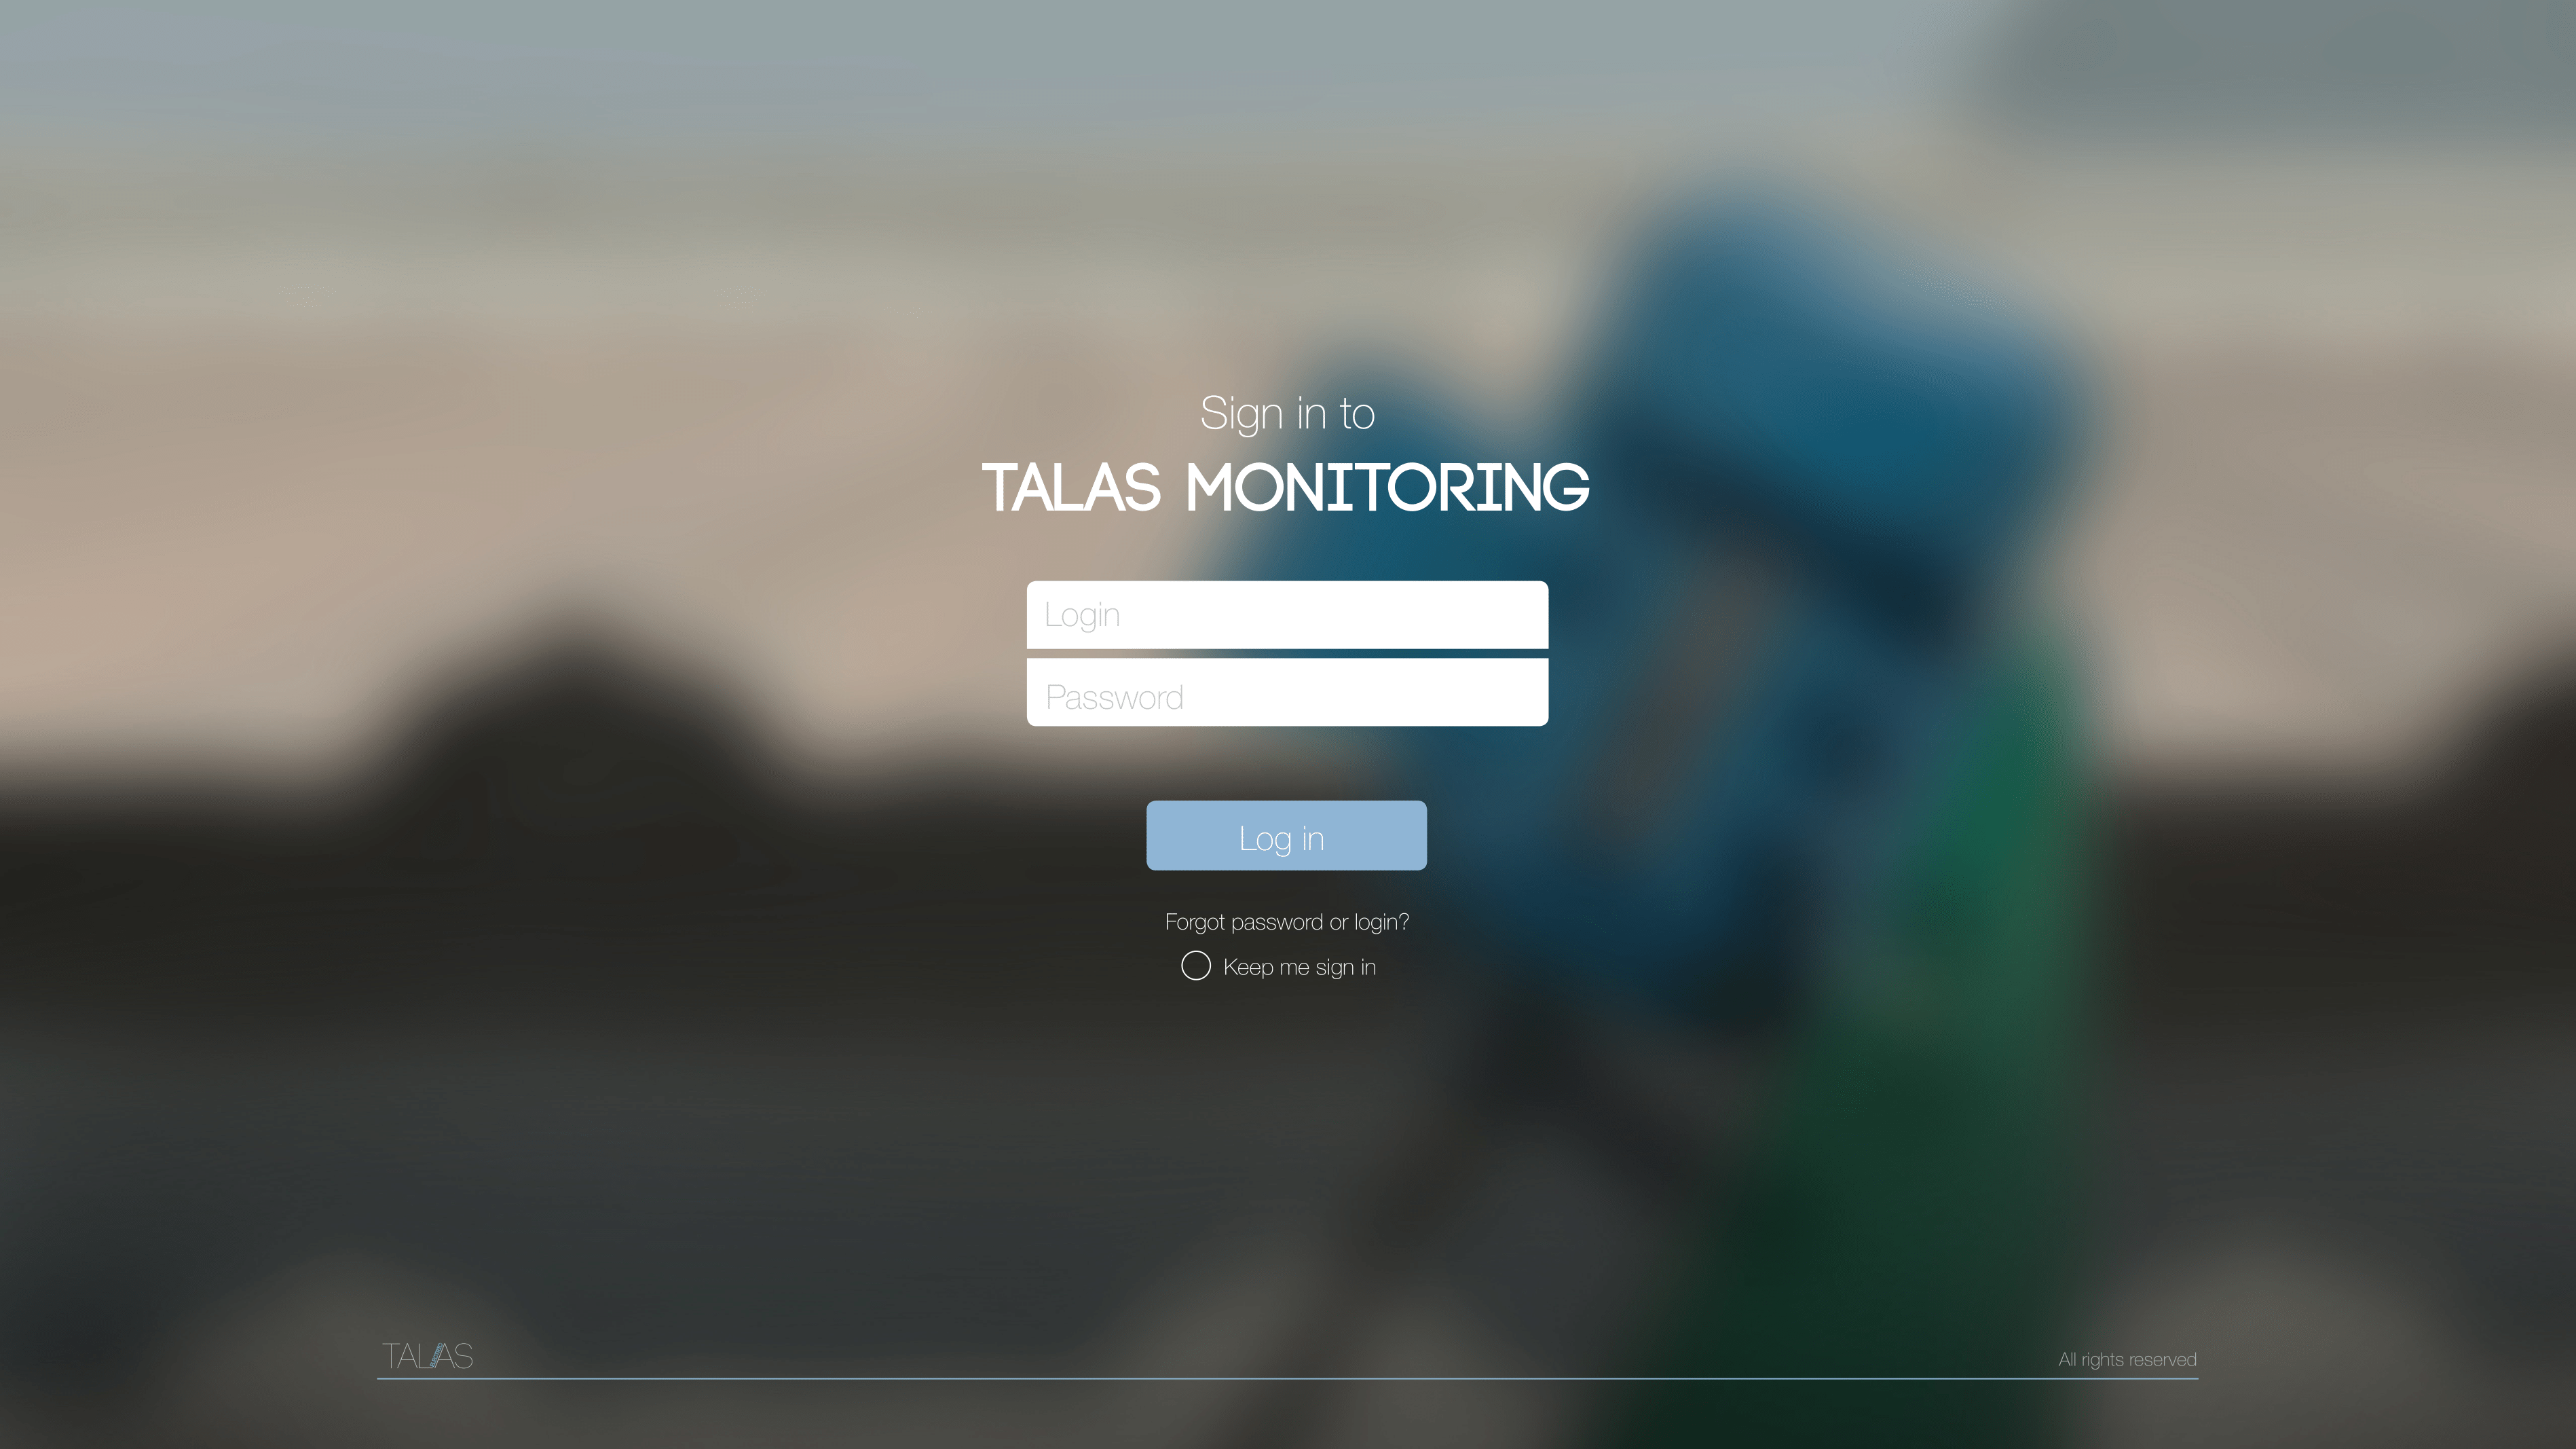 Sign in to
TALAS MONITORING
Login
Password
Log in
Forgot password or login?
Keep me sign in
TALAS
All rights reserved